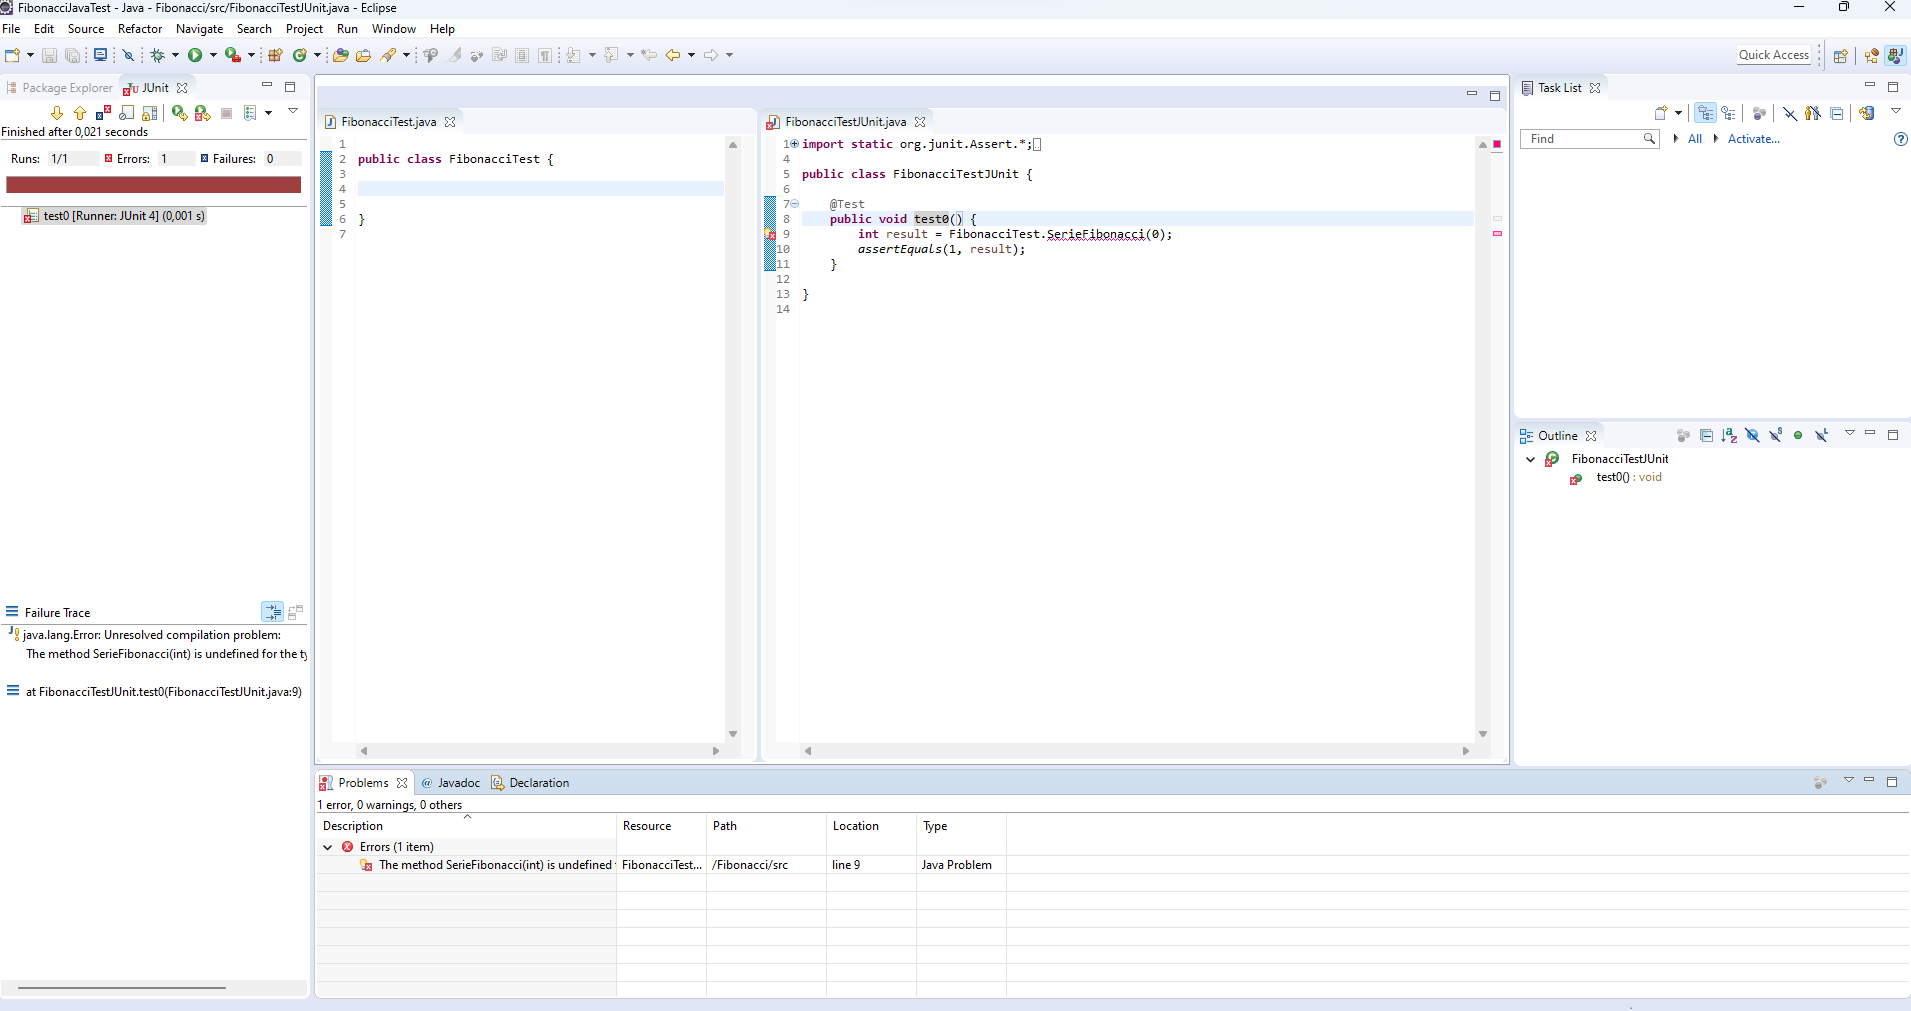 FibonacciJavaTest - Java - Fibonacci/src/FibonacciTestJUnit.java - Eclipse
File Edit Source Refactor Navigate Search Project Run Window Help
Quick Access
Package Explorer JUnit
Finished after 0,021 seconds
Runs: 1/1 Errors: 1 Failures: 0
test0 [Runner: JUnit 4] (0,001 s)
Failure Trace
java.lang.Error: Unresolved compilation problem:
The method SerieFibonacci(int) is undefined for the ty
at FibonacciTestJUnit.test0(FibonacciTestJUnit.java:9)
FibonacciTest.java
1
2 public class FibonacciTest {
3
4
5
6 }
7
FibonacciTestJUnit.java
1 import static org.junit.Assert.*;
4
5 public class FibonacciTestJUnit {
6
7 @Test
8 public void test0() {
9 int result = FibonacciTest.SerieFibonacci(0);
10 assertEquals(1, result);
11 }
12
13 }
14
Task List
Find All Activate...
Outline
FibonacciTestJUnit
test0() : void
Problems @ Javadoc Declaration
1 error, 0 warnings, 0 others
Description Resource Path Location Type
Errors (1 item)
The method SerieFibonacci(int) is undefined FibonacciTest... /Fibonacci/src line 9 Java Problem